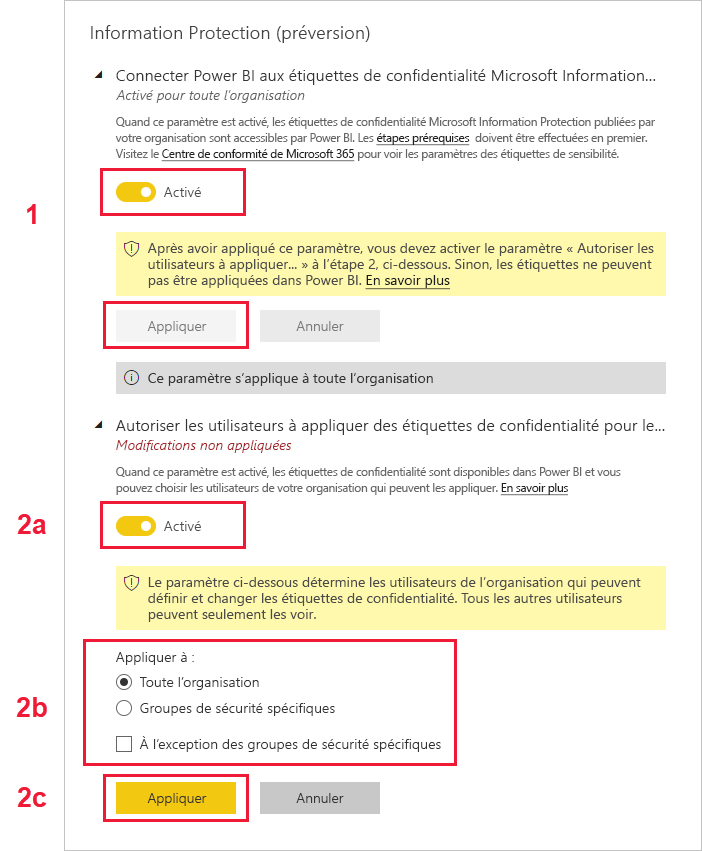 Information Protection (préversion)
Connecter Power BI aux étiquettes de confidentialité Microsoft Information...
Activé pour toute l'organisation
Quand ce paramètre est activé, les étiquettes de confidentialité Microsoft Information Protection publiées par
votre organisation sont accessibles par Power BI. Les étapes prérequises doivent être effectuées en premier.
Visitez le Centre de conformité de Microsoft 365 pour voir les paramètres des étiquettes de sensibilité.
1
Activé
Après avoir appliqué ce paramètre, vous devez activer le paramètre « Autoriser les
utilisateurs à appliquer... » à l'étape 2, ci-dessous. Sinon, les étiquettes ne peuvent
pas être appliquées dans Power BI. En savoir plus
Appliquer Annuler
Ce paramètre s'applique à toute l'organisation
Autoriser les utilisateurs à appliquer des étiquettes de confidentialité pour le...
Modifications non appliquées
Quand ce paramètre est activé, les étiquettes de confidentialité sont disponibles dans Power BI et vous
pouvez choisir les utilisateurs de votre organisation qui peuvent les appliquer. En savoir plus
2a
Activé
Le paramètre ci-dessous détermine les utilisateurs de l'organisation qui peuvent
définir et changer les étiquettes de confidentialité. Tous les autres utilisateurs
peuvent seulement les voir.
Appliquer à :
Toute l'organisation
2b
Groupes de sécurité spécifiques
À l'exception des groupes de sécurité spécifiques
2c
Appliquer Annuler